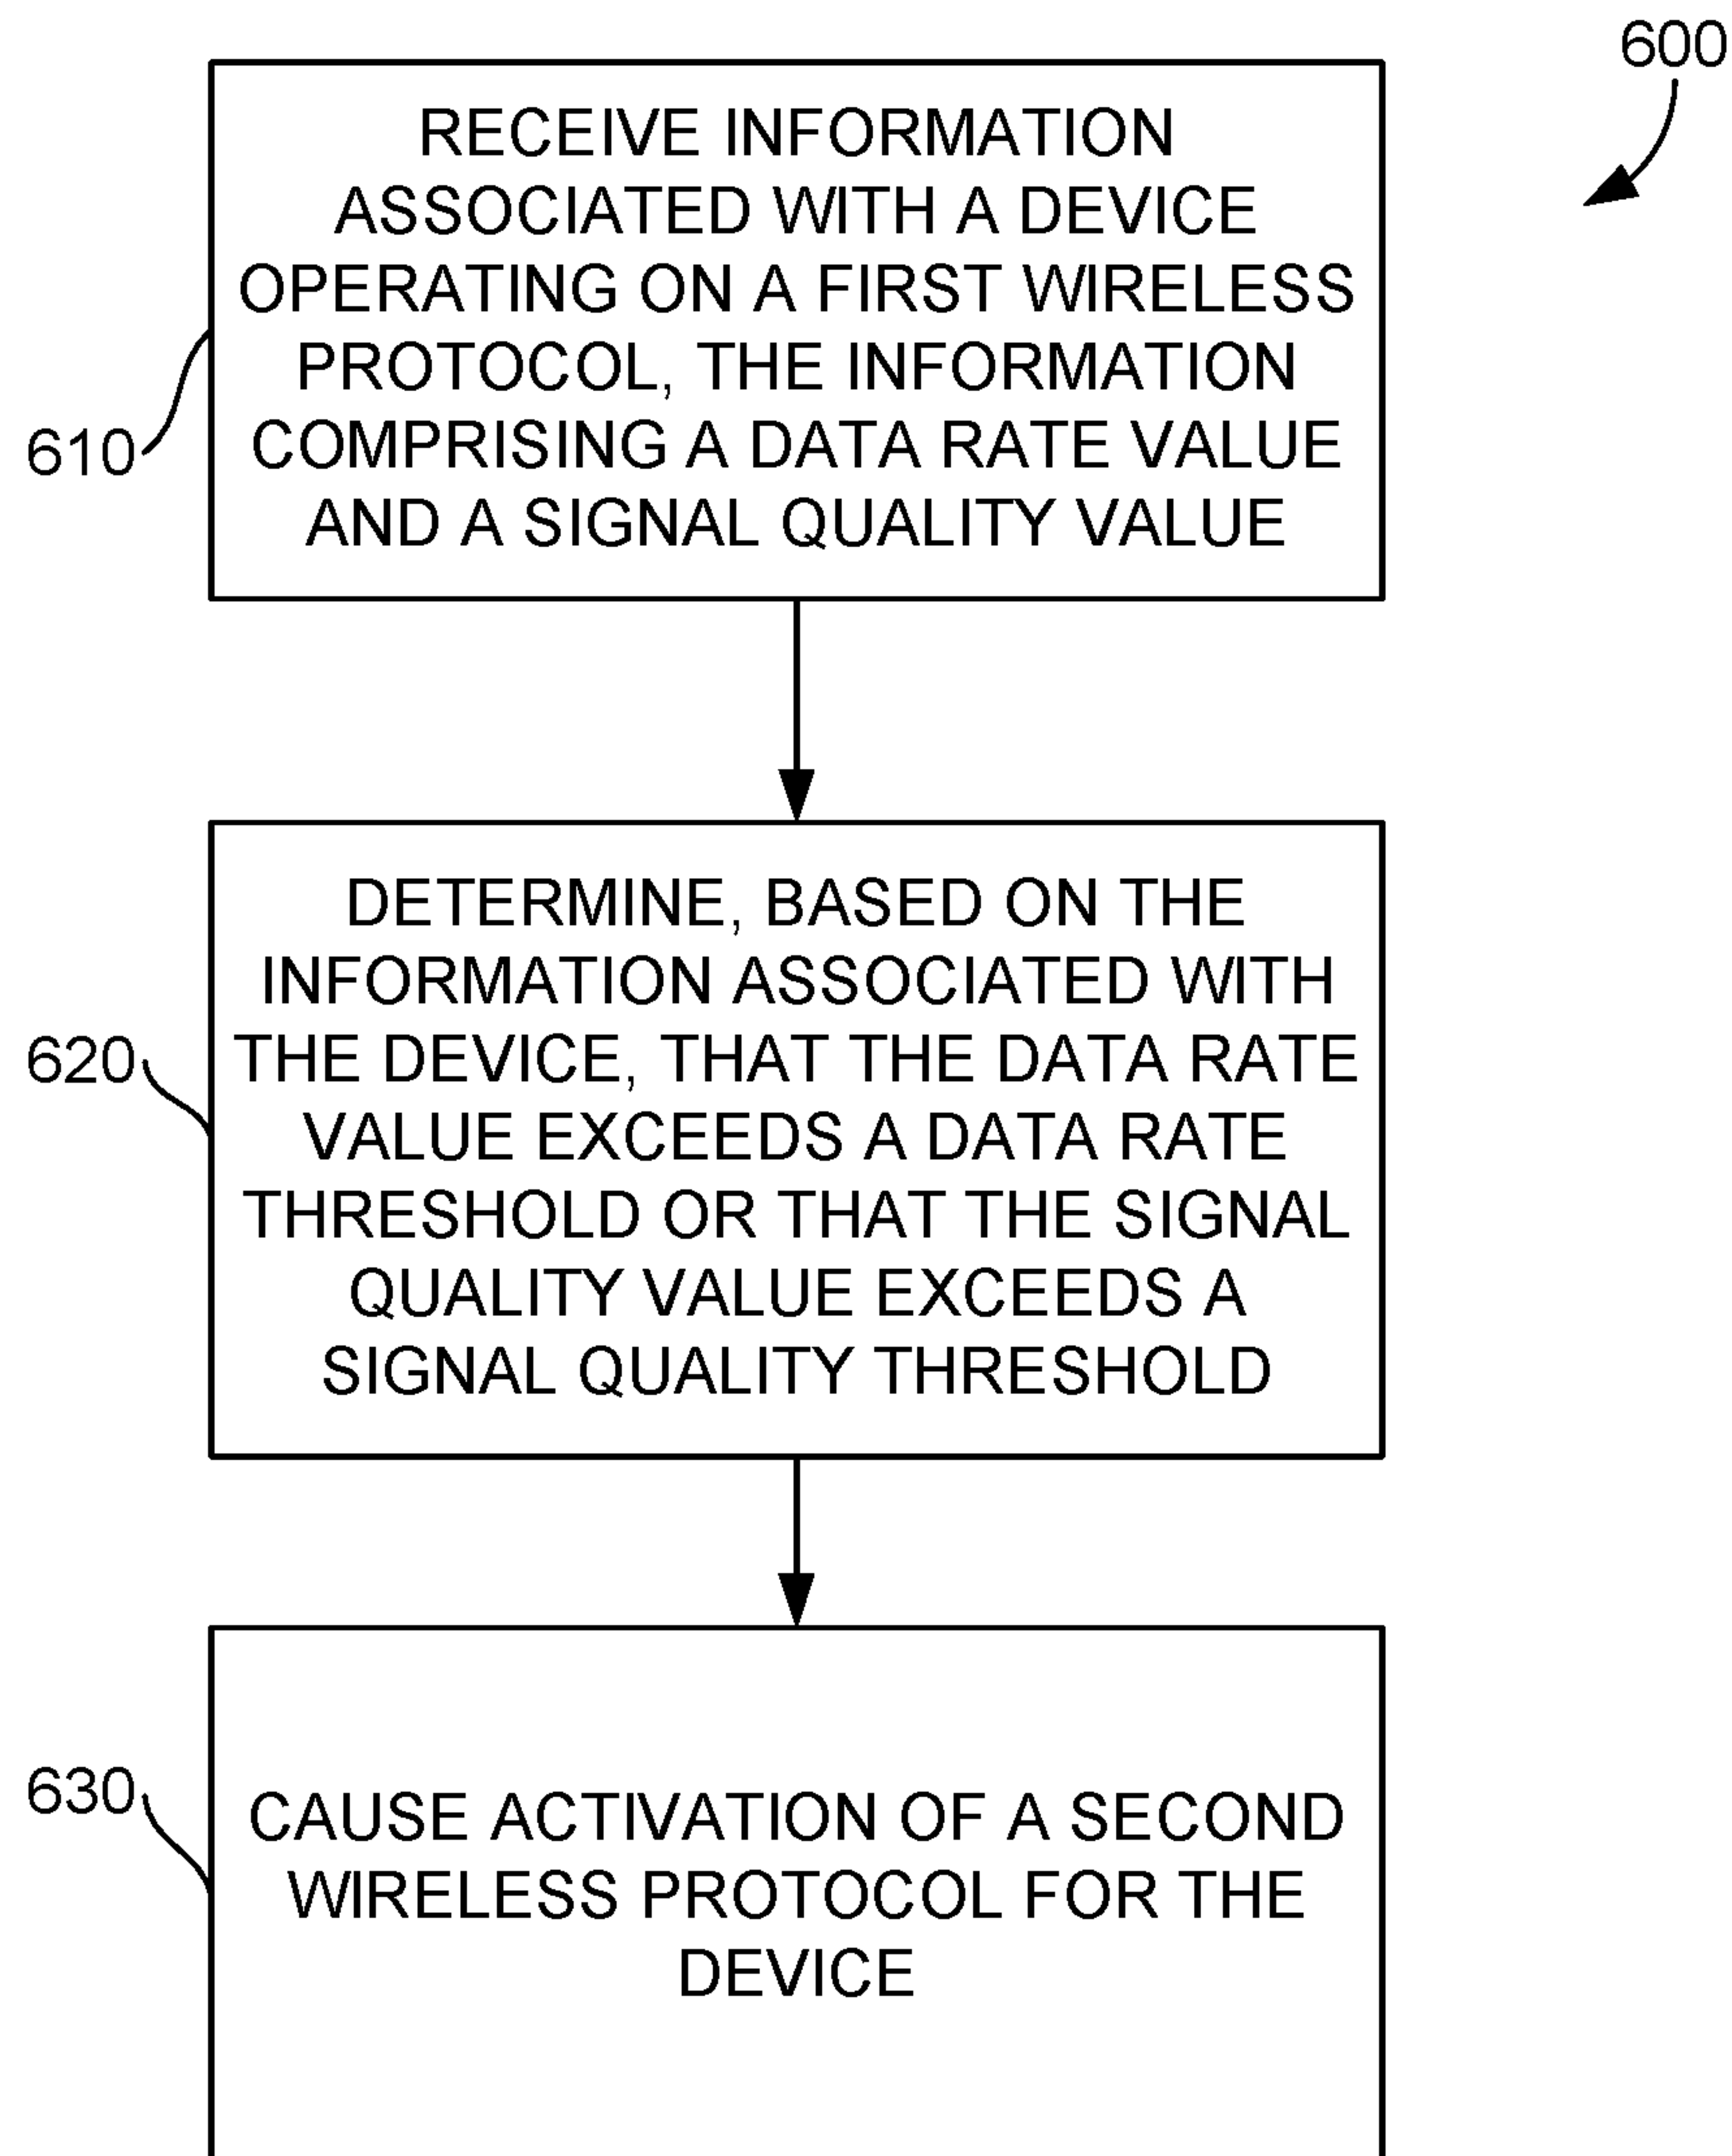 600
RECEIVE INFORMATION
ASSOCIATED WITH A DEVICE
OPERATING ON A FIRST WIRELESS
PROTOCOL, THE INFORMATION
COMPRISING A DATA RATE VALUE
AND A SIGNAL QUALITY VALUE
610
DETERMINE, BASED ON THE
INFORMATION ASSOCIATED WITH
THE DEVICE, THAT THE DATA RATE
VALUE EXCEEDS A DATA RATE
THRESHOLD OR THAT THE SIGNAL
QUALITY VALUE EXCEEDS A
SIGNAL QUALITY THRESHOLD
620
CAUSE ACTIVATION OF A SECOND
WIRELESS PROTOCOL FOR THE
DEVICE
630